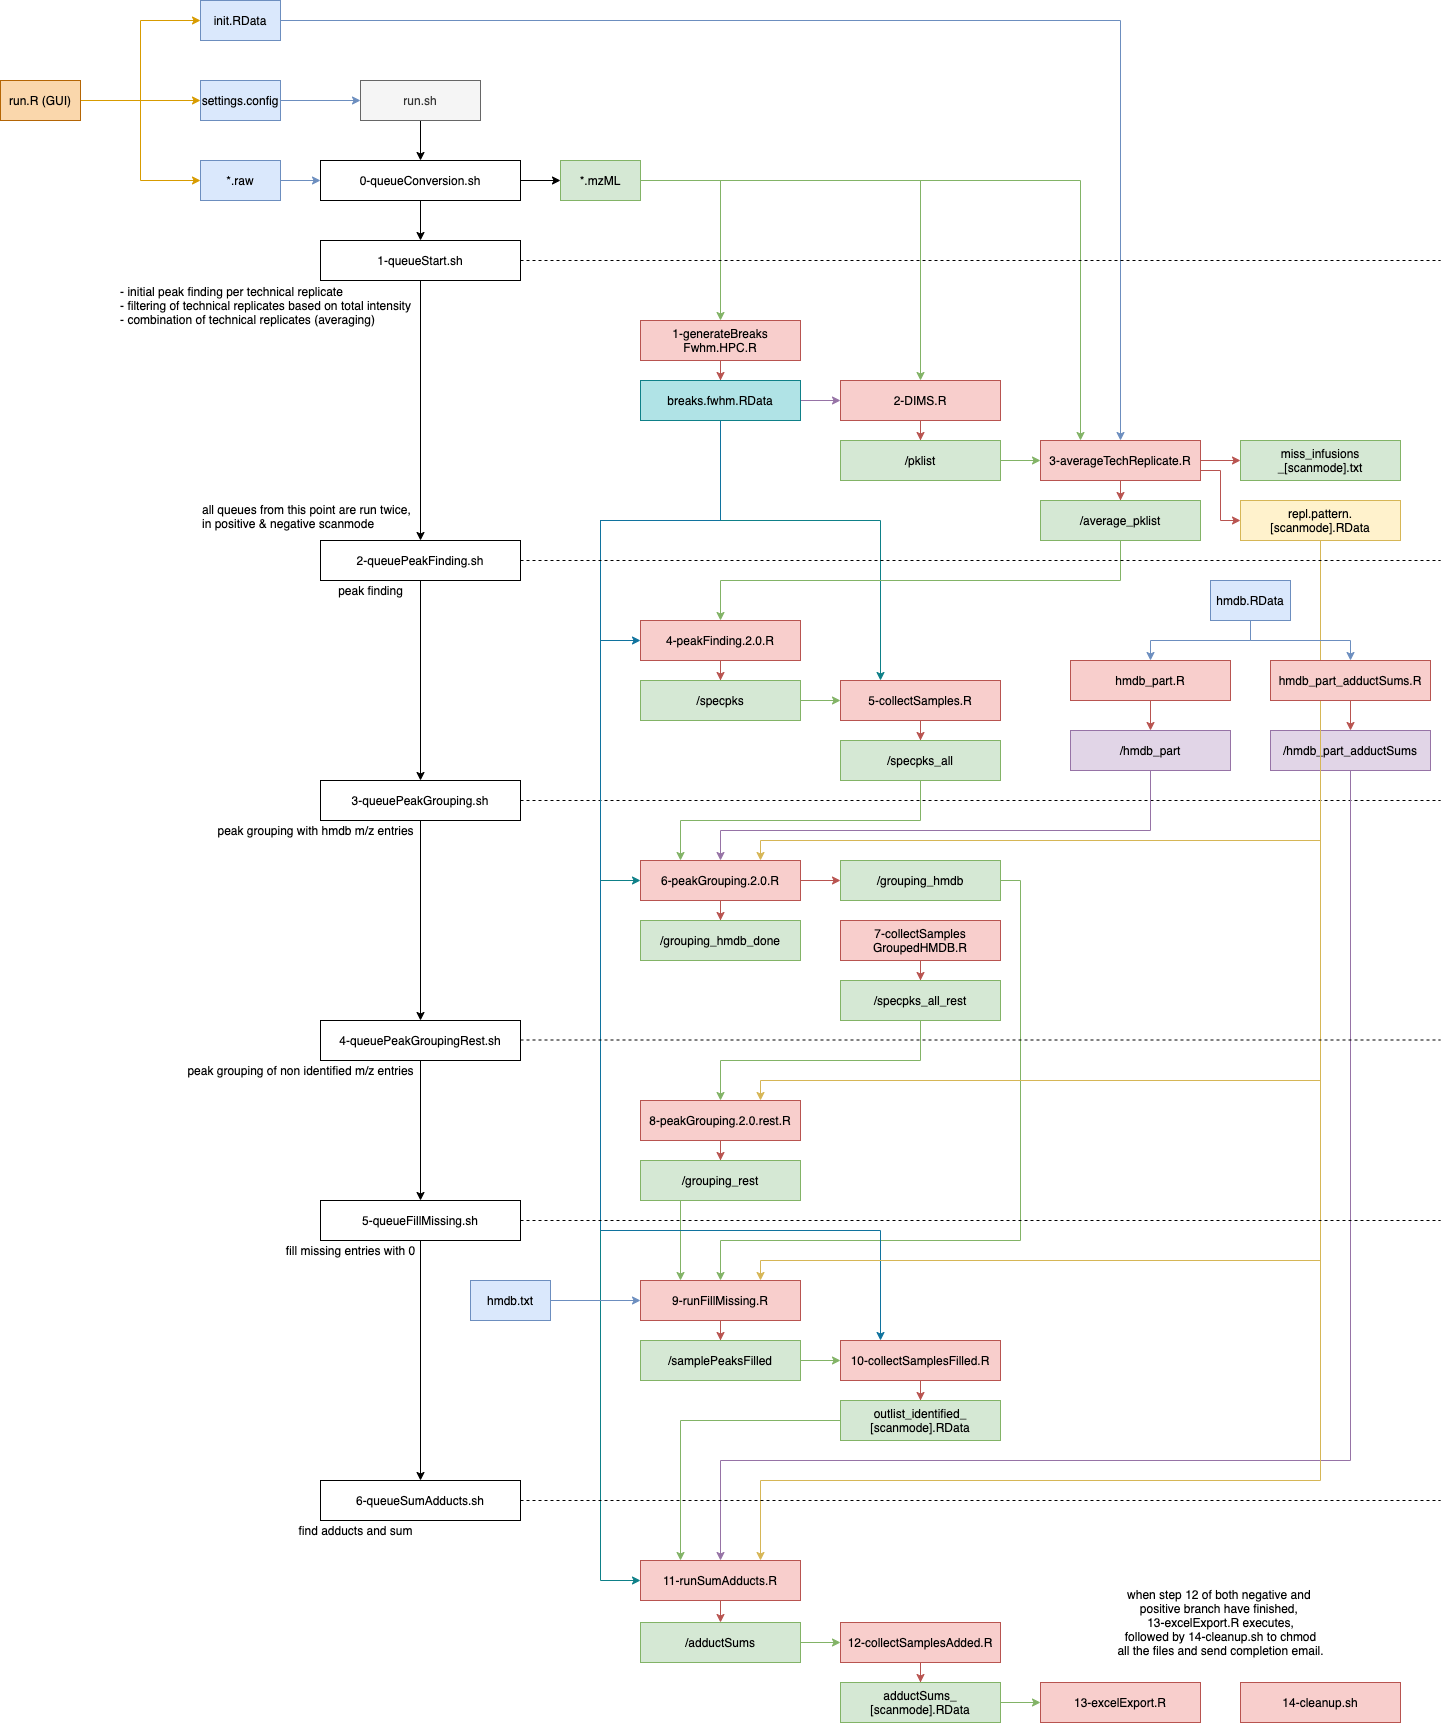 init.RData
run.R (GUI)
settings.config
run.sh
*.raw
0-queueConversion.sh
*.mzML
1-queueStart.sh
- initial peak finding per technical replicate
- filtering of technical replicates based on total intensity
- combination of technical replicates (averaging)
1-generateBreaks
Fwhm.HPC.R
breaks.fwhm.RData
2-DIMS.R
/pklist
3-averageTechReplicate.R
miss_infusions
_[scanmode].txt
/average_pklist
repl.pattern.
[scanmode].RData
all queues from this point are run twice,
in positive & negative scanmode
2-queuePeakFinding.sh
peak finding
hmdb.RData
4-peakFinding.2.0.R
/specpks
5-collectSamples.R
hmdb_part.R
hmdb_part_adductSums.R
/specpks_all
/hmdb_part
/hmdb_part_adductSums
3-queuePeakGrouping.sh
peak grouping with hmdb m/z entries
6-peakGrouping.2.0.R
/grouping_hmdb
/grouping_hmdb_done
7-collectSamples
GroupedHMDB.R
/specpks_all_rest
4-queuePeakGroupingRest.sh
peak grouping of non identified m/z entries
8-peakGrouping.2.0.rest.R
/grouping_rest
5-queueFillMissing.sh
fill missing entries with 0
hmdb.txt
9-runFillMissing.R
/samplePeaksFilled
10-collectSamplesFilled.R
outlist_identified_
[scanmode].RData
6-queueSumAdducts.sh
find adducts and sum
11-runSumAdducts.R
/adductSums
12-collectSamplesAdded.R
adductSums_
[scanmode].RData
when step 12 of both negative and
positive branch have finished,
13-excelExport.R executes,
followed by 14-cleanup.sh to chmod
all the files and send completion email.
13-excelExport.R
14-cleanup.sh